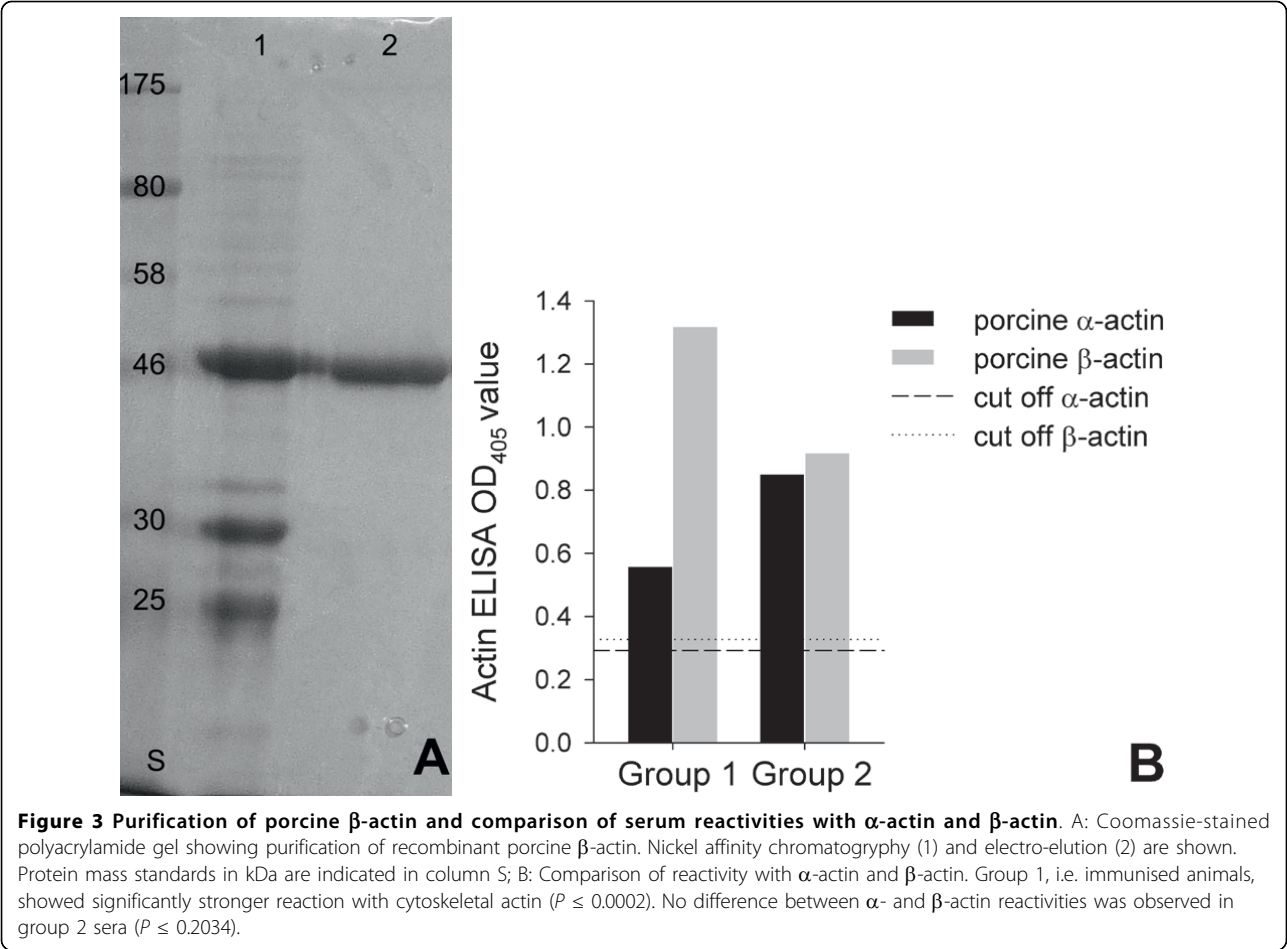 1 2
175
80
58
46
30
25
S
A
Actin ELISA OD405 value
1.4
1.2
1.0
0.8
0.6
0.4
0.2
0.0
Group 1 Group 2
porcine α-actin
porcine β-actin
cut off α-actin
cut off β-actin
B
Figure 3 Purification of porcine β-actin and comparison of serum reactivities with α-actin and β-actin. A: Coomassie-stained
polyacrylamide gel showing purification of recombinant porcine β-actin. Nickel affinity chromatogryphy (1) and electro-elution (2) are shown.
Protein mass standards in kDa are indicated in column S; B: Comparison of reactivity with α-actin and β-actin. Group 1, i.e. immunised animals,
showed significantly stronger reaction with cytoskeletal actin (P ≤ 0.0002). No difference between α- and β-actin reactivities was observed in
group 2 sera (P ≤ 0.2034).